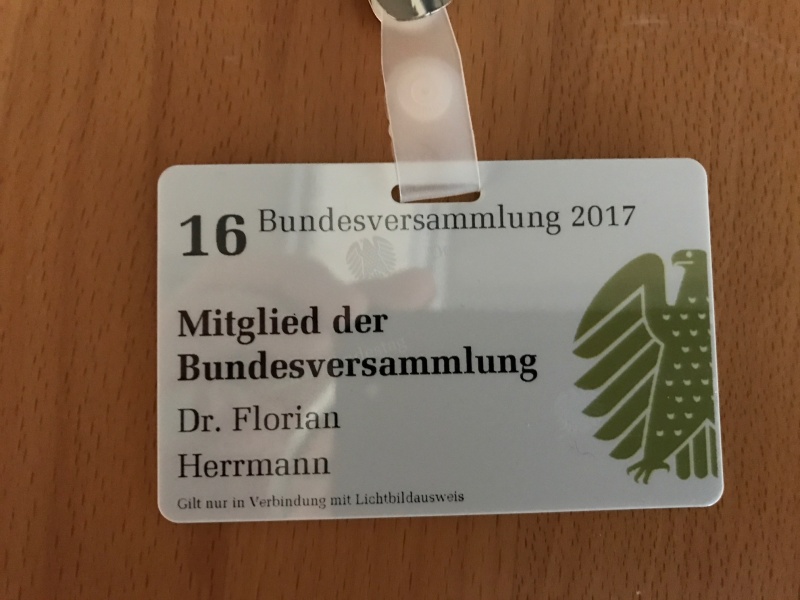 16 Bundesversammlung 2017
Mitglied der
Bundesversammlung
Dr. Florian
Herrmann
Gilt nur in Verbindung mit Lichtbildausweis